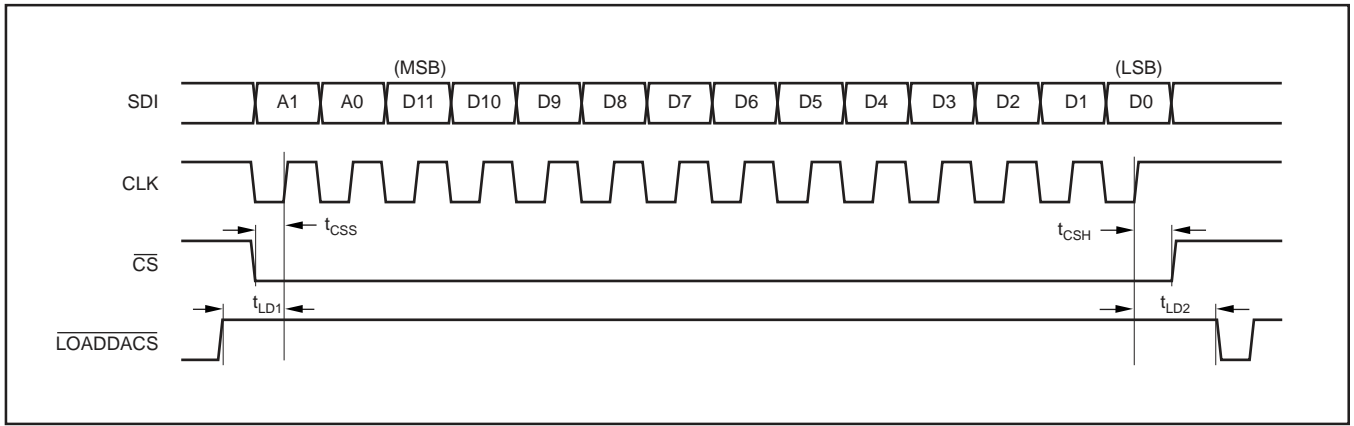 (MSB) (LSB)
SDI A1 A0 D11 D10 D9 D8 D7 D6 D5 D4 D3 D2 D1 D0
CLK
tCSS tCSH
CS
tLD1 tLD2
LOADDACS